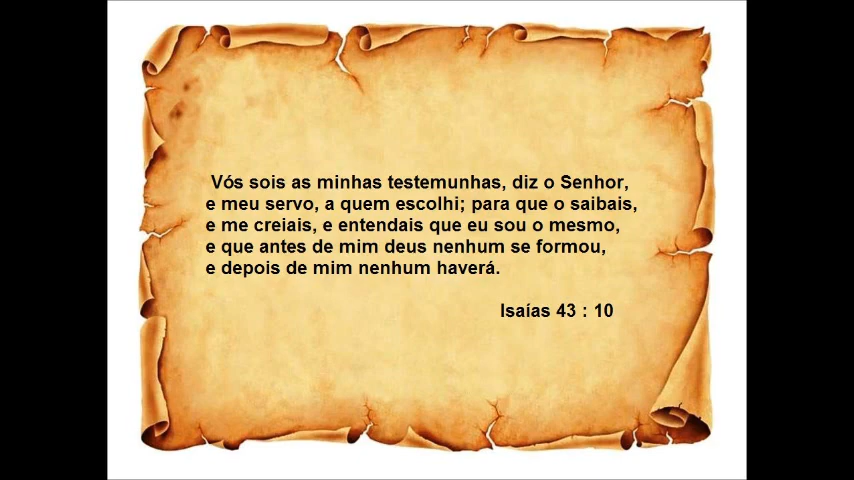 Vós sois as minhas testemunhas, diz o Senhor,
e meu servo, a quem escolhi; para que o saibais,
e me creiais, e entendais que eu sou o mesmo,
e que antes de mim deus nenhum se formou,
e depois de mim nenhum haverá.
Isaías 43 : 10